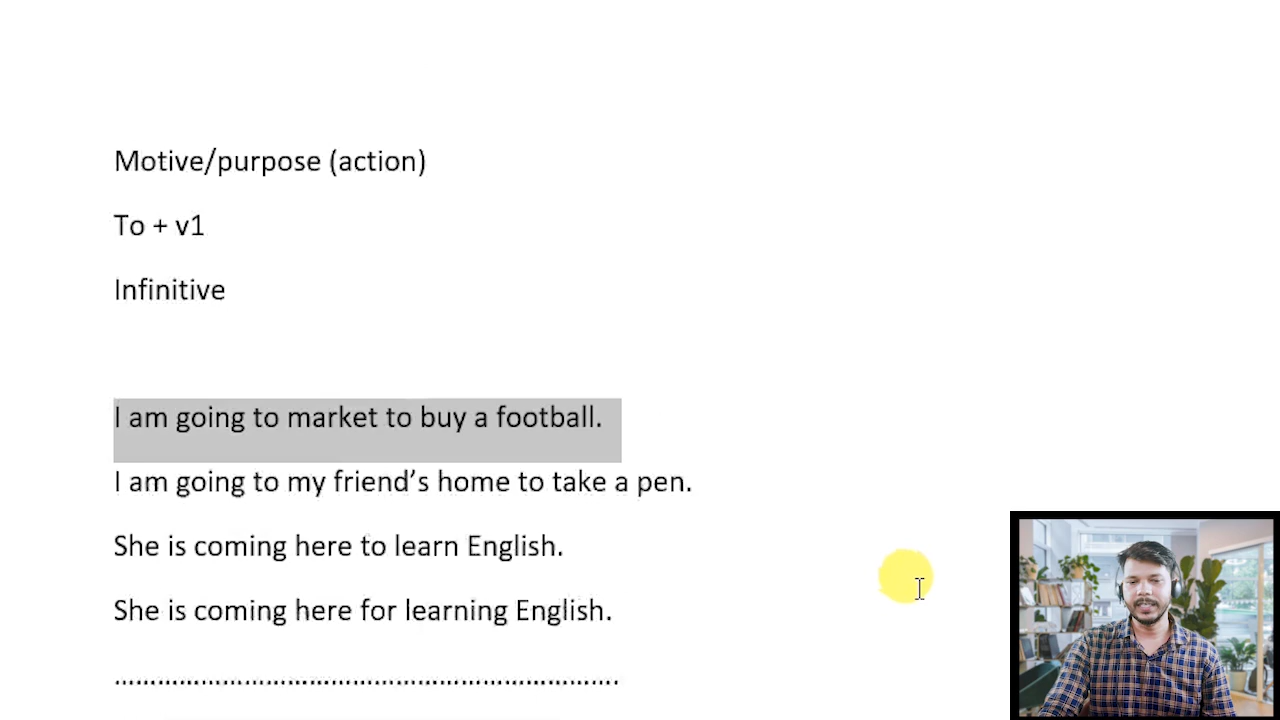 Motive/purpose (action)
To + v1
Infinitive
I am going to market to buy a football.
I am going to my friend’s home to take a pen.
She is coming here to learn English.
She is coming here for learning English.
……………………………………………………………….